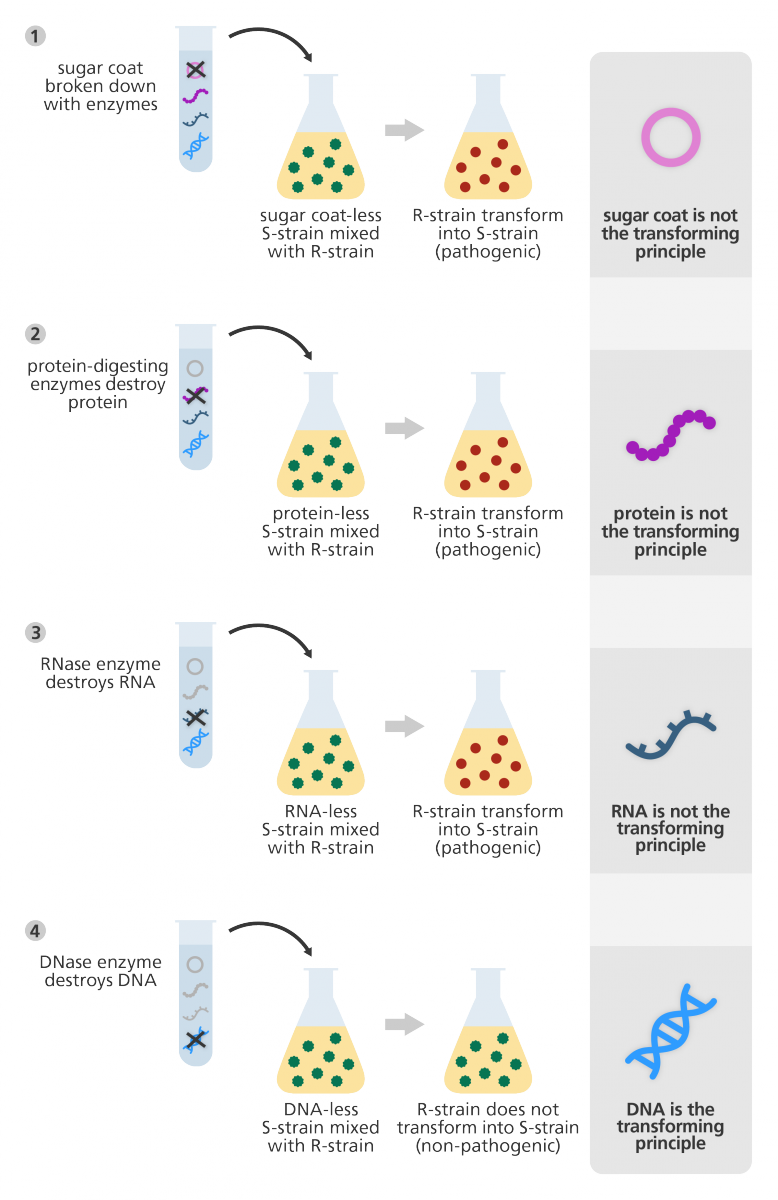 1
sugar coat
broken down
with enzymes
sugar coat-less
S-strain mixed
with R-strain
R-strain transform
into S-strain
(pathogenic)
sugar coat is not
the transforming
principle
2
protein-digesting
enzymes destroy
protein
protein-less
S-strain mixed
with R-strain
R-strain transform
into S-strain
(pathogenic)
protein is not
the transforming
principle
3
RNase enzyme
destroys RNA
RNA-less
S-strain mixed
with R-strain
R-strain transform
into S-strain
(pathogenic)
RNA is not the
transforming
principle
4
DNase enzyme
destroys DNA
DNA-less
S-strain mixed
with R-strain
R-strain does not
transform into S-strain
(non-pathogenic)
DNA is the
transforming
principle